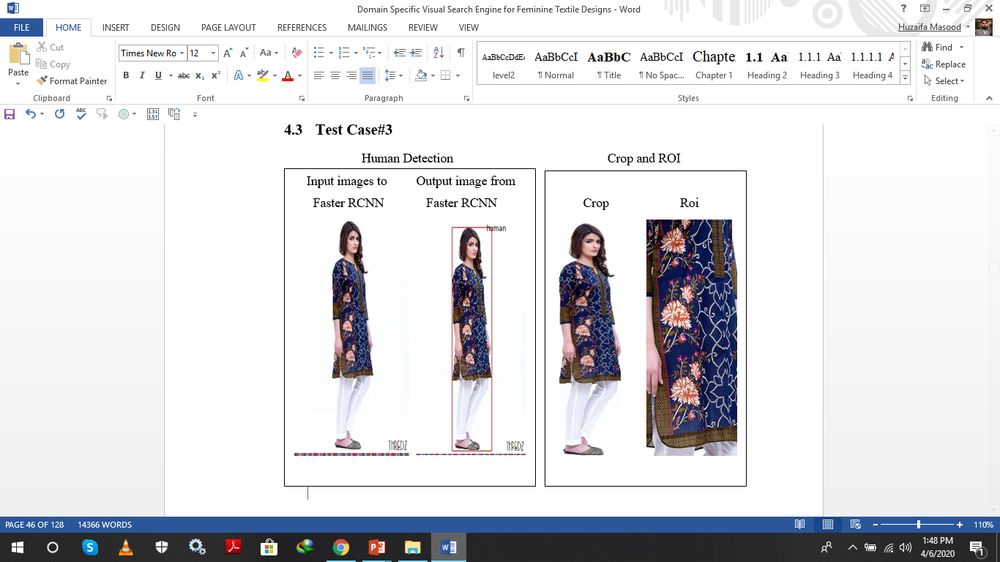 Domain Specific Visual Search Engine for Feminine Textile Designs - Word
FILE HOME INSERT DESIGN PAGE LAYOUT REFERENCES MAILINGS REVIEW VIEW Huzaifa Masood
Paste
Cut
Copy
Format Painter
Clipboard
Times New Ro 12
Font
Paragraph
AaBbCcDdE AaBbCcI AaBbC AaBbCcI Chapte 1.1 Aa 1.1.1 Aa 1.1.1.1 A
level2 ¶ Normal ¶ Title ¶ No Spac... Chapter 1 Heading 2 Heading 3 Heading 4
Styles
Find
Replace
Select
Editing
4.3 Test Case#3
Human Detection
Input images to
Faster RCNN
Output image from
Faster RCNN
human
THREDZ
THREDZ
Crop and ROI
Crop Roi
PAGE 46 OF 128 14366 WORDS 110%
1:48 PM
4/6/2020